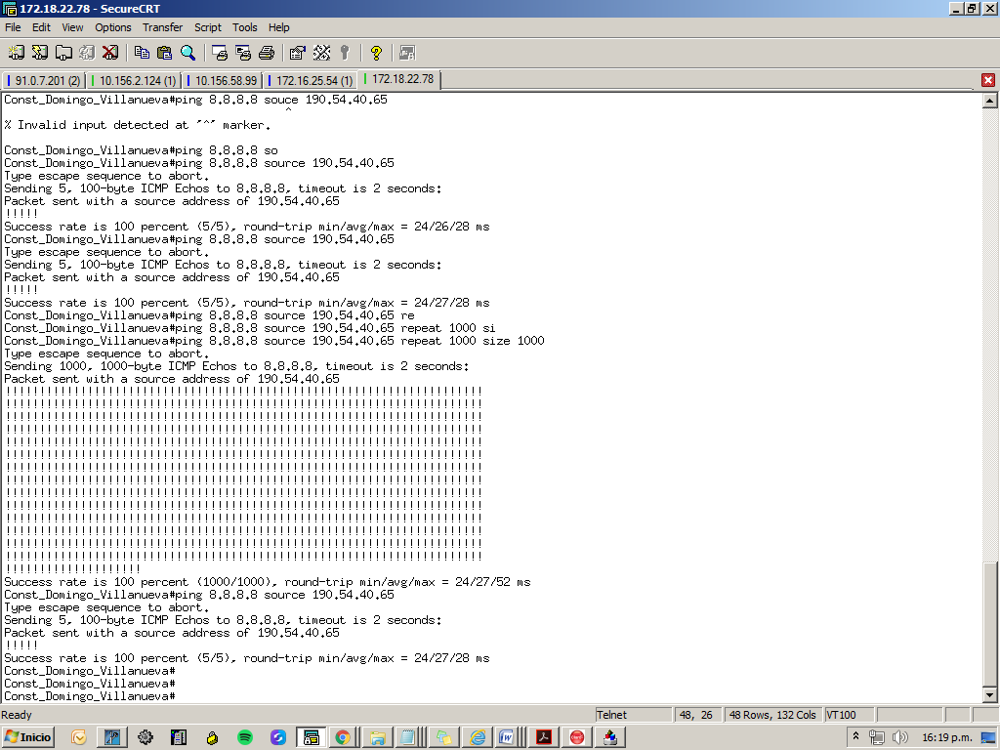 172.18.22.78 - SecureCRT
File Edit View Options Transfer Script Tools Help
91.0.7.201 (2) 10.156.2.124 (1) 10.156.58.99 172.16.25.54 (1) 172.18.22.78
Const_Domingo_Villanueva#ping 8.8.8.8 souce 190.54.40.65
^
% Invalid input detected at '^' marker.
Const_Domingo_Villanueva#ping 8.8.8.8 so
Const_Domingo_Villanueva#ping 8.8.8.8 source 190.54.40.65
Type escape sequence to abort.
Sending 5, 100-byte ICMP Echos to 8.8.8.8, timeout is 2 seconds:
Packet sent with a source address of 190.54.40.65
!!!!!
Success rate is 100 percent (5/5), round-trip min/avg/max = 24/26/28 ms
Const_Domingo_Villanueva#ping 8.8.8.8 source 190.54.40.65
Type escape sequence to abort.
Sending 5, 100-byte ICMP Echos to 8.8.8.8, timeout is 2 seconds:
Packet sent with a source address of 190.54.40.65
!!!!!
Success rate is 100 percent (5/5), round-trip min/avg/max = 24/27/28 ms
Const_Domingo_Villanueva#ping 8.8.8.8 source 190.54.40.65 re
Const_Domingo_Villanueva#ping 8.8.8.8 source 190.54.40.65 repeat 1000 si
Const_Domingo_Villanueva#ping 8.8.8.8 source 190.54.40.65 repeat 1000 size 1000
Type escape sequence to abort.
Sending 1000, 1000-byte ICMP Echos to 8.8.8.8, timeout is 2 seconds:
Packet sent with a source address of 190.54.40.65
!!!!!!!!!!!!!!!!!!!!!!!!!!!!!!!!!!!!!!!!!!!!!!!!!!!!!!!!!!!!!!!!!!!!!!
!!!!!!!!!!!!!!!!!!!!!!!!!!!!!!!!!!!!!!!!!!!!!!!!!!!!!!!!!!!!!!!!!!!!!!
!!!!!!!!!!!!!!!!!!!!!!!!!!!!!!!!!!!!!!!!!!!!!!!!!!!!!!!!!!!!!!!!!!!!!!
!!!!!!!!!!!!!!!!!!!!!!!!!!!!!!!!!!!!!!!!!!!!!!!!!!!!!!!!!!!!!!!!!!!!!!
!!!!!!!!!!!!!!!!!!!!!!!!!!!!!!!!!!!!!!!!!!!!!!!!!!!!!!!!!!!!!!!!!!!!!!
!!!!!!!!!!!!!!!!!!!!!!!!!!!!!!!!!!!!!!!!!!!!!!!!!!!!!!!!!!!!!!!!!!!!!!
!!!!!!!!!!!!!!!!!!!!!!!!!!!!!!!!!!!!!!!!!!!!!!!!!!!!!!!!!!!!!!!!!!!!!!
!!!!!!!!!!!!!!!!!!!!!!!!!!!!!!!!!!!!!!!!!!!!!!!!!!!!!!!!!!!!!!!!!!!!!!
!!!!!!!!!!!!!!!!!!!!!!!!!!!!!!!!!!!!!!!!!!!!!!!!!!!!!!!!!!!!!!!!!!!!!!
!!!!!!!!!!!!!!!!!!!!!!!!!!!!!!!!!!!!!!!!!!!!!!!!!!!!!!!!!!!!!!!!!!!!!!
!!!!!!!!!!!!!!!!!!!!!!!!!!!!!!!!!!!!!!!!!!!!!!!!!!!!!!!!!!!!!!!!!!!!!!
!!!!!!!!!!!!!!!!!!!!!!!!!!!!!!!!!!!!!!!!!!!!!!!!!!!!!!!!!!!!!!!!!!!!!!
!!!!!!!!!!!!!!!!!!!!!!!!!!!!!!!!!!!!!!!!!!!!!!!!!!!!!!!!!!!!!!!!!!!!!!
!!!!!!!!!!!!!!!!!!!!!!!!!!!!!!!!!!!!!!!!!!!!!!!!!!!!!!!!!!!!!!!!!!!!!!
!!!!!!!!!!!!!!!!!!!!
Success rate is 100 percent (1000/1000), round-trip min/avg/max = 24/27/52 ms
Const_Domingo_Villanueva#ping 8.8.8.8 source 190.54.40.65
Type escape sequence to abort.
Sending 5, 100-byte ICMP Echos to 8.8.8.8, timeout is 2 seconds:
Packet sent with a source address of 190.54.40.65
!!!!!
Success rate is 100 percent (5/5), round-trip min/avg/max = 24/27/28 ms
Const_Domingo_Villanueva#
Const_Domingo_Villanueva#
Const_Domingo_Villanueva#
Ready Telnet 48, 26 48 Rows, 132 Cols VT100
Inicio 16:19 p.m.